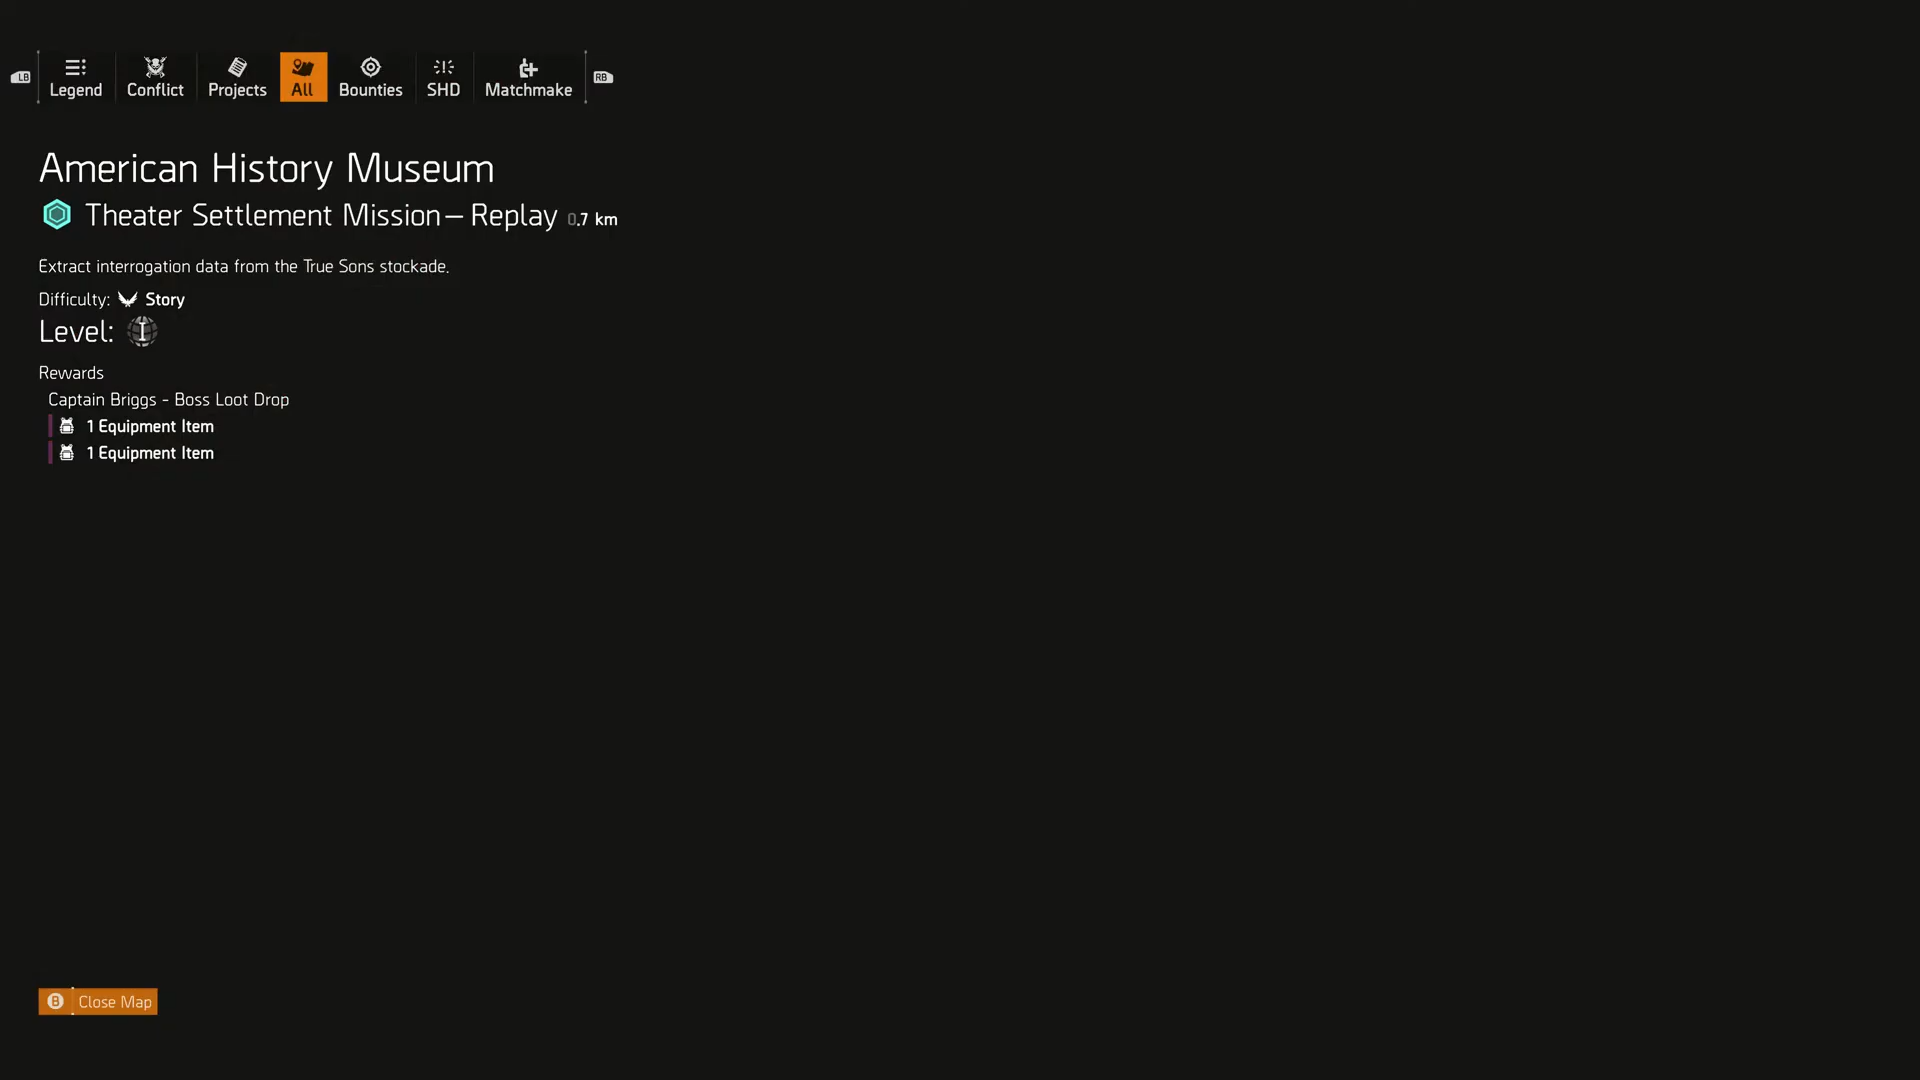 LB
Legend
Conflict
Projects
All
Bounties
SHD
Matchmake
RB
American History Museum
Theater Settlement Mission — Replay 0.7 km
Extract interrogation data from the True Sons stockade.
Difficulty: Story
Level: I
Rewards
Captain Briggs - Boss Loot Drop
1 Equipment Item
1 Equipment Item
B Close Map